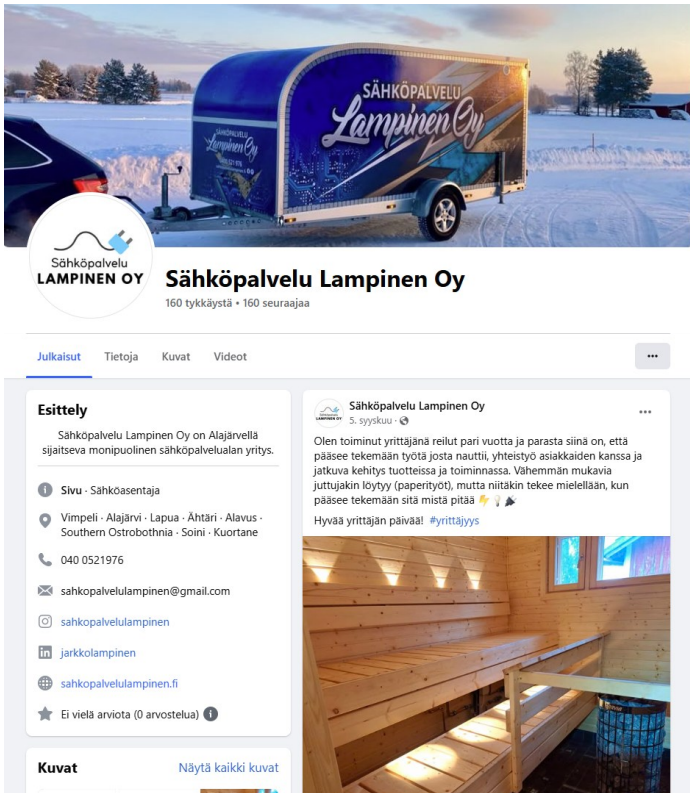 SÄHKÖPALVELU
Lampinen Oy
SÄHKÖPALVELU
Lampinen Oy
Sähköpalvelu
LAMPINEN OY
Sähköpalvelu Lampinen Oy
160 tykkäystä • 160 seuraajaa
Julkaisut Tietoja Kuvat Videot
Esittely
Sähköpalvelu Lampinen Oy on Alajärvellä
sijaitseva monipuolinen sähköpalvelualan yritys.
Sivu · Sähköasentaja
Vimpeli · Alajärvi · Lapua · Ähtäri · Alavus ·
Southern Ostrobothnia · Soini · Kuortane
040 0521976
sahkopalvelulampinen@gmail.com
sahkopalvelulampinen
jarkkolampinen
sahkopalvelulampinen.fi
Ei vielä arviota (0 arvostelua)
Kuvat Näytä kaikki kuvat
Sähköpalvelu Lampinen Oy
5. syyskuu ·
Olen toiminut yrittäjänä reilut pari vuotta ja parasta siinä on, että
pääsee tekemään työtä josta nauttii, yhteistyö asiakkaiden kanssa ja
jatkuva kehitys tuotteissa ja toiminnassa. Vähemmän mukavia
juttujakin löytyy (paperityöt), mutta niitäkin tekee mielellään, kun
pääsee tekemään sitä mistä pitää ⚡💡🔌
Hyvää yrittäjän päivää! #yrittäjyys